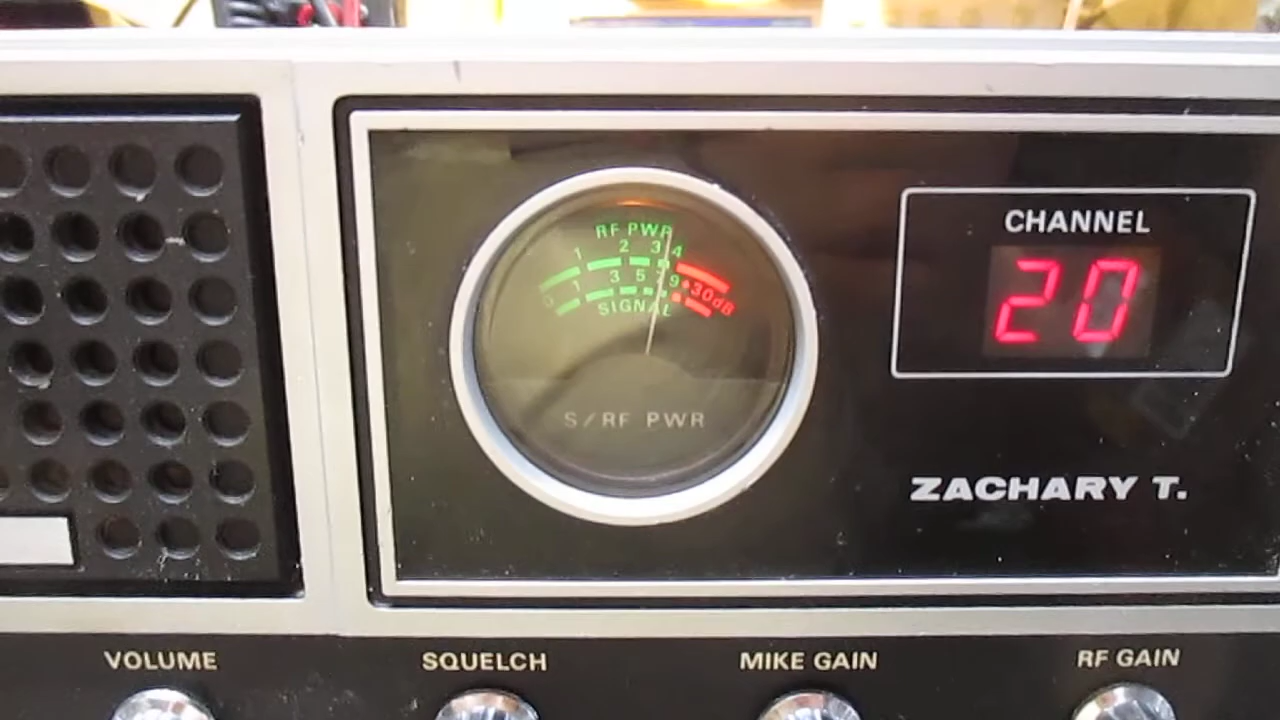 RF PWR
1 2 3 4
0 1 3 5 7 9 +30dB
SIGNAL
S/RF PWR
CHANNEL
20
ZACHARY T.
VOLUME
SQUELCH
MIKE GAIN
RF GAIN